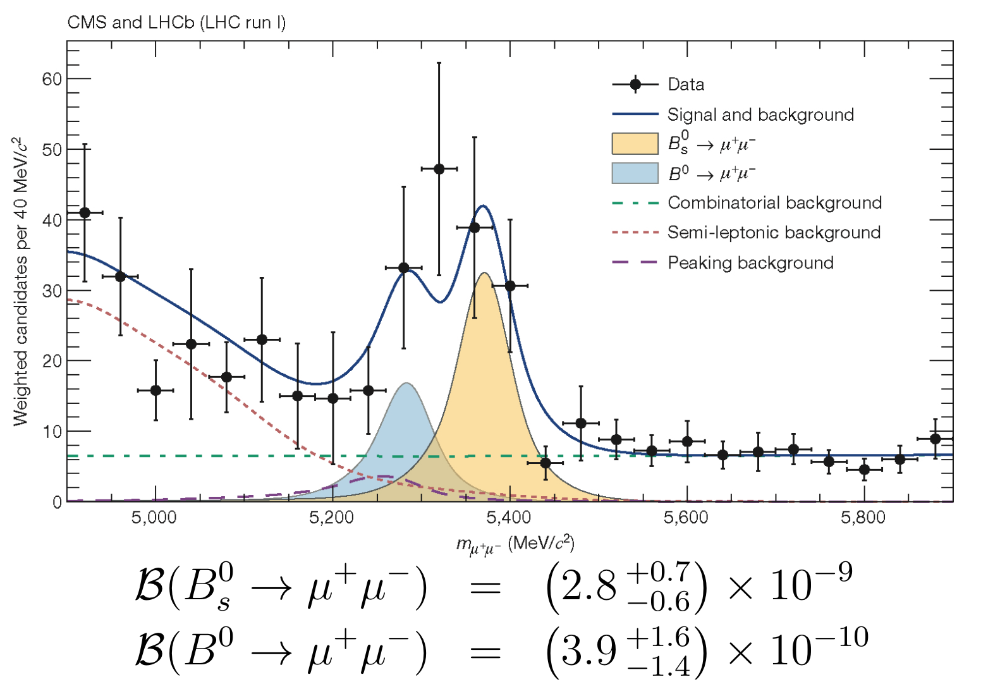 CMS and LHCb (LHC run I)
Weighted candidates per 40 MeV/c²
60
50
40
30
20
10
0
Data
Signal and background
B⁰ₛ → μ⁺μ⁻
B⁰ → μ⁺μ⁻
Combinatorial background
Semi-leptonic background
Peaking background
5,000 5,200 5,400 5,600 5,800
m_μ⁺μ⁻ (MeV/c²)
ℬ(B⁰ₛ → μ⁺μ⁻) = (2.8 +0.7 −0.6) × 10⁻⁹
ℬ(B⁰ → μ⁺μ⁻) = (3.9 +1.6 −1.4) × 10⁻¹⁰